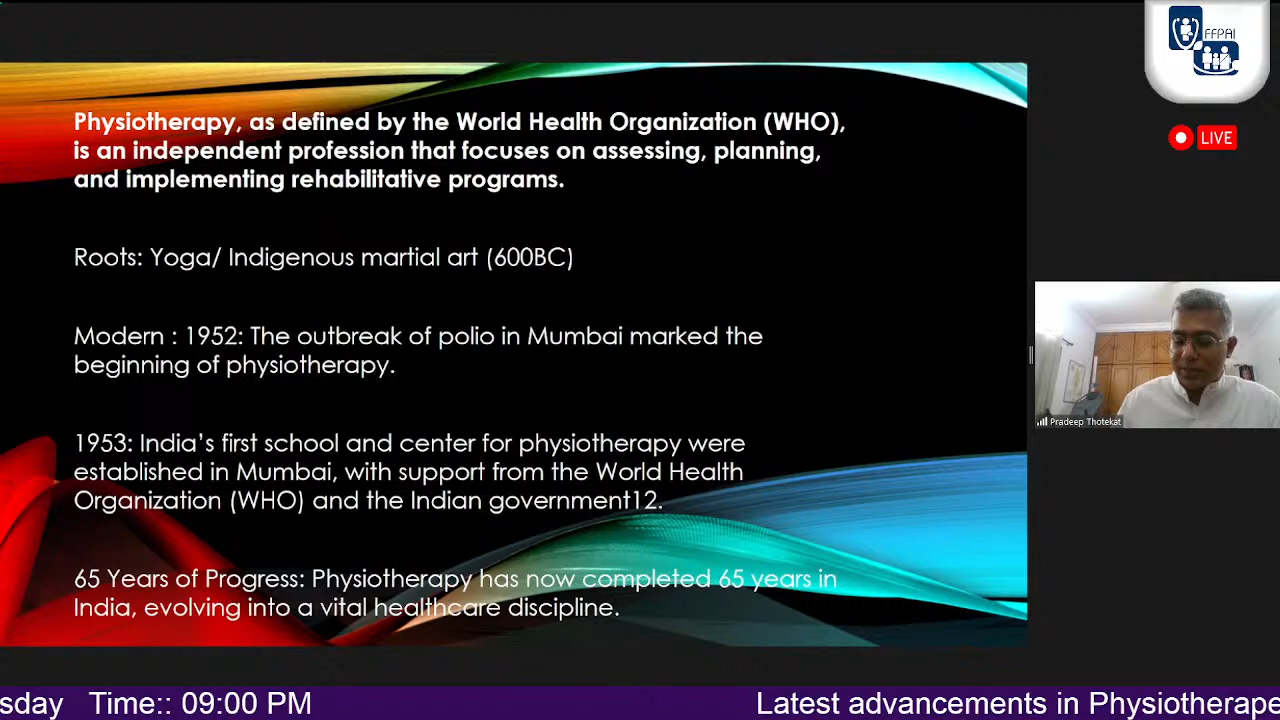 FFPAI
LIVE
Physiotherapy, as defined by the World Health Organization (WHO),
is an independent profession that focuses on assessing, planning,
and implementing rehabilitative programs.
Roots: Yoga/ Indigenous martial art (600BC)
Modern : 1952: The outbreak of polio in Mumbai marked the
beginning of physiotherapy.
1953: India’s first school and center for physiotherapy were
established in Mumbai, with support from the World Health
Organization (WHO) and the Indian government12.
65 Years of Progress: Physiotherapy has now completed 65 years in
India, evolving into a vital healthcare discipline.
Pradeep Thotekat
sday Time:: 09:00 PM Latest advancements in Physiotherape